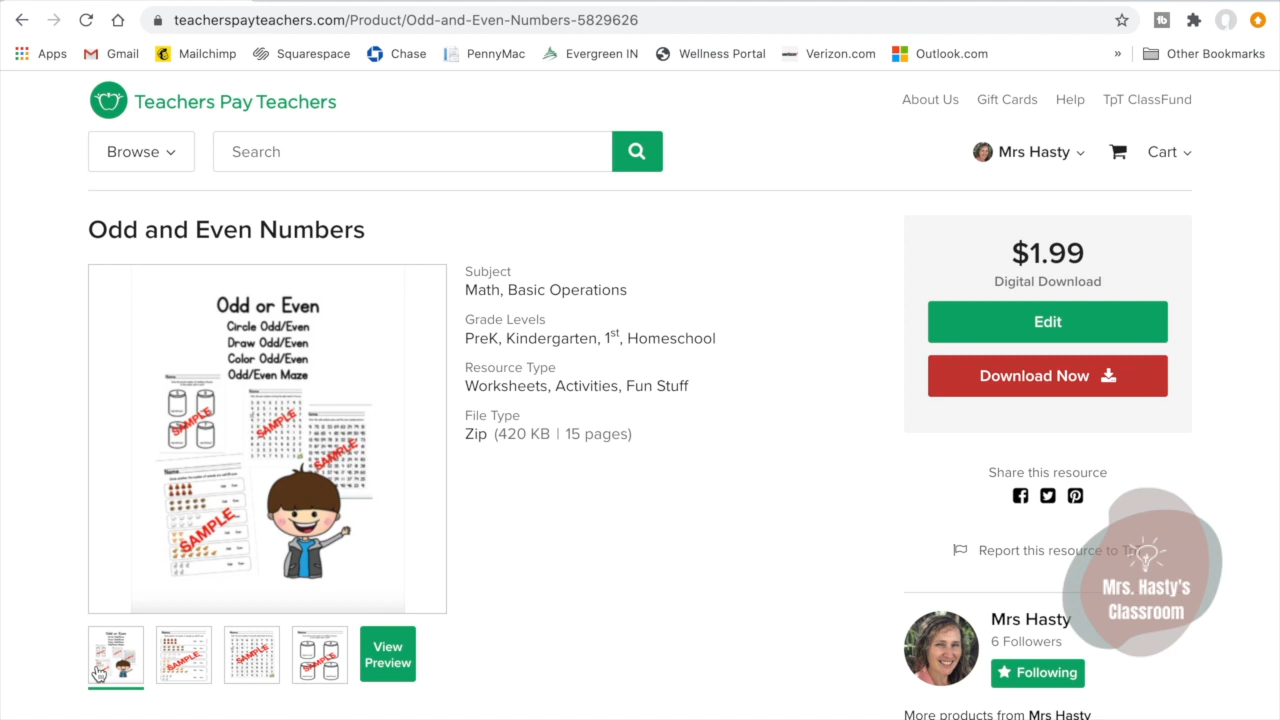 teacherspayteachers.com/Product/Odd-and-Even-Numbers-5829626
Apps Gmail Mailchimp Squarespace Chase PennyMac Evergreen IN Wellness Portal Verizon.com Outlook.com » Other Bookmarks
Teachers Pay Teachers
About Us Gift Cards Help TpT ClassFund
Browse Search Mrs Hasty Cart
Odd and Even Numbers
Odd or Even
Circle Odd/Even
Draw Odd/Even
Color Odd/Even
Odd/Even Maze
SAMPLE
SAMPLE
SAMPLE
SAMPLE
Subject
Math, Basic Operations
Grade Levels
PreK, Kindergarten, 1st, Homeschool
Resource Type
Worksheets, Activities, Fun Stuff
File Type
Zip (420 KB | 15 pages)
View
Preview
$1.99
Digital Download
Edit
Download Now
Share this resource
Report this resource to
Mrs. Hasty's
Classroom
Mrs Hasty
6 Followers
Following
More products from Mrs Hasty